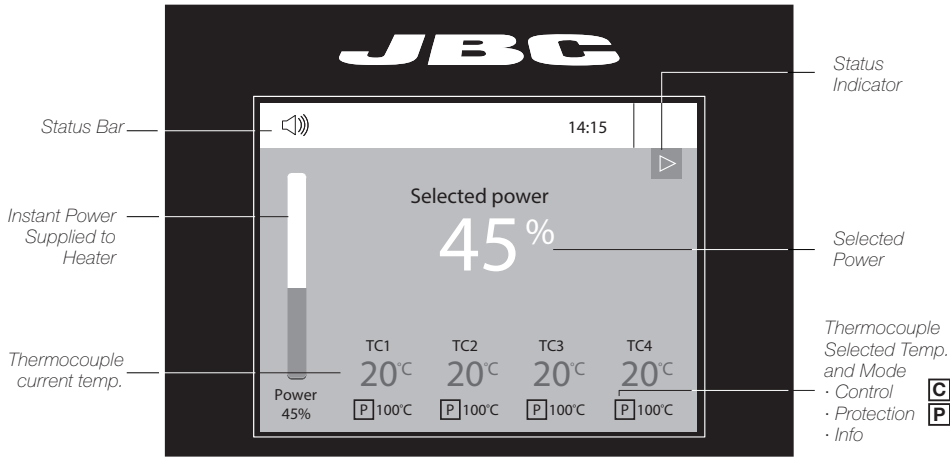 JBC
Status
Indicator
Status Bar
14:15
Instant Power
Supplied to
Heater
Selected power
45%
Selected
Power
Thermocouple
current temp.
TC1 TC2 TC3 TC4
20°C 20°C 20°C 20°C
P 100°C P 100°C P 100°C P 100°C
Power
45%
Thermocouple
Selected Temp.
and Mode
· Control C
· Protection P
· Info